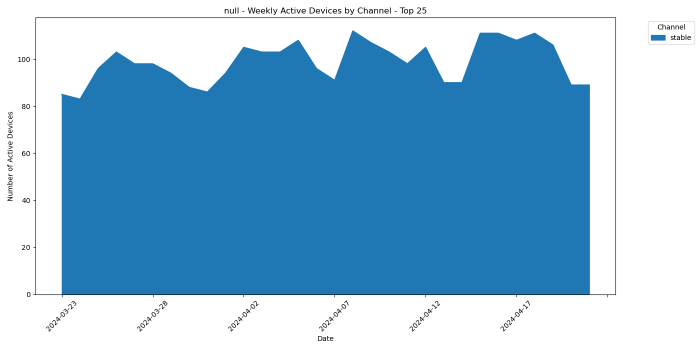 null - Weekly Active Devices by Channel - Top 25
Channel
stable
Number of Active Devices
100
80
60
40
20
0
2024-03-23
2024-03-28
2024-04-02
2024-04-07
2024-04-12
2024-04-17
Date